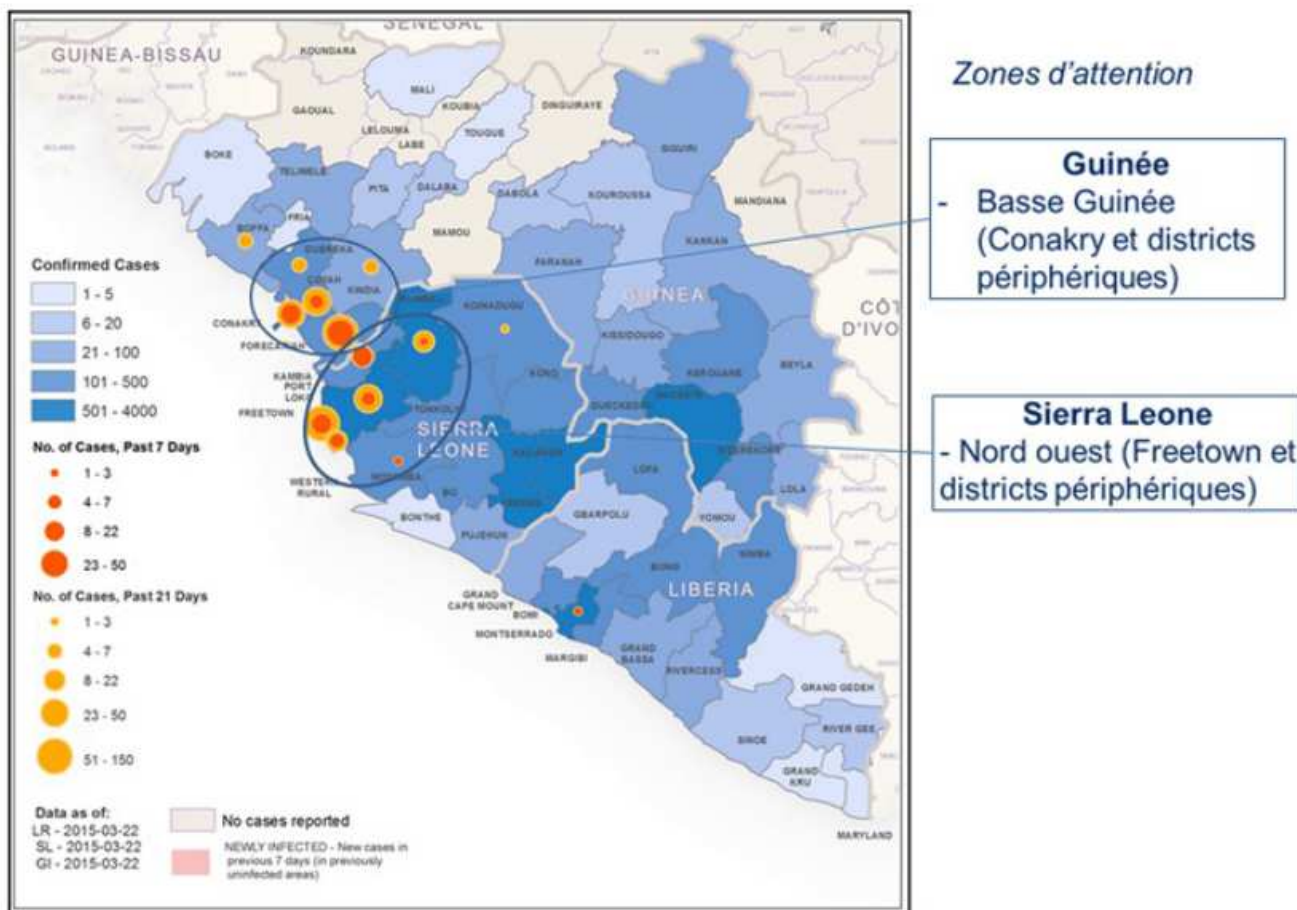 SENEGAL
GUINEA-BISSAU
KOUNDARA
MALI
GAOUAL
KOUBIA
DINGUIRAYE
LELOUMA
LABE
TOUGUE
BOKE
SIGUIRI
TELIMELE
PITA
DALABA
DABOLA
KOUROUSSA
MANDIANA
FRIA
BOFFA
MAMOU
KANKAN
DUBREKA
FARANAH
COYAH
KINDIA
GUINEA
CÔT
D'IVO
KOINADUGU
CONAKRY
FORECARIAH
KISSIDOUGO
BEYLA
KEROUANE
KAMBIA
PORT
LOKO
KONO
GUECKEDOU
MACENTA
FREETOWN
TONKOLILI
SIERRA
LEONE
KAILAHUN
LOFA
N'ZEREKORE
WESTERN
RURAL
MOYAMBA
BO
KENEMA
LOLA
BONTHE
GBARPOLU
YOMOU
PUJEHUN
NIMBA
BONG
LIBERIA
GRAND
CAPE MOUNT
BOMI
MONTSERRADO
MARGIBI
GRAND
BASSA
RIVERCESS
GRAND GEDEH
SINOE
RIVER GEE
GRAND
KRU
MARYLAND
Confirmed Cases
1 - 5
6 - 20
21 - 100
101 - 500
501 - 4000
No. of Cases, Past 7 Days
1 - 3
4 - 7
8 - 22
23 - 50
No. of Cases, Past 21 Days
1 - 3
4 - 7
8 - 22
23 - 50
51 - 150
Data as of:
LR - 2015-03-22
SL - 2015-03-22
GI - 2015-03-22
No cases reported
NEWLY INFECTED - New cases in
previous 7 days (in previously
uninfected areas)
Zones d'attention
Guinée
- Basse Guinée
(Conakry et districts
périphériques)
Sierra Leone
- Nord ouest (Freetown et
districts périphériques)